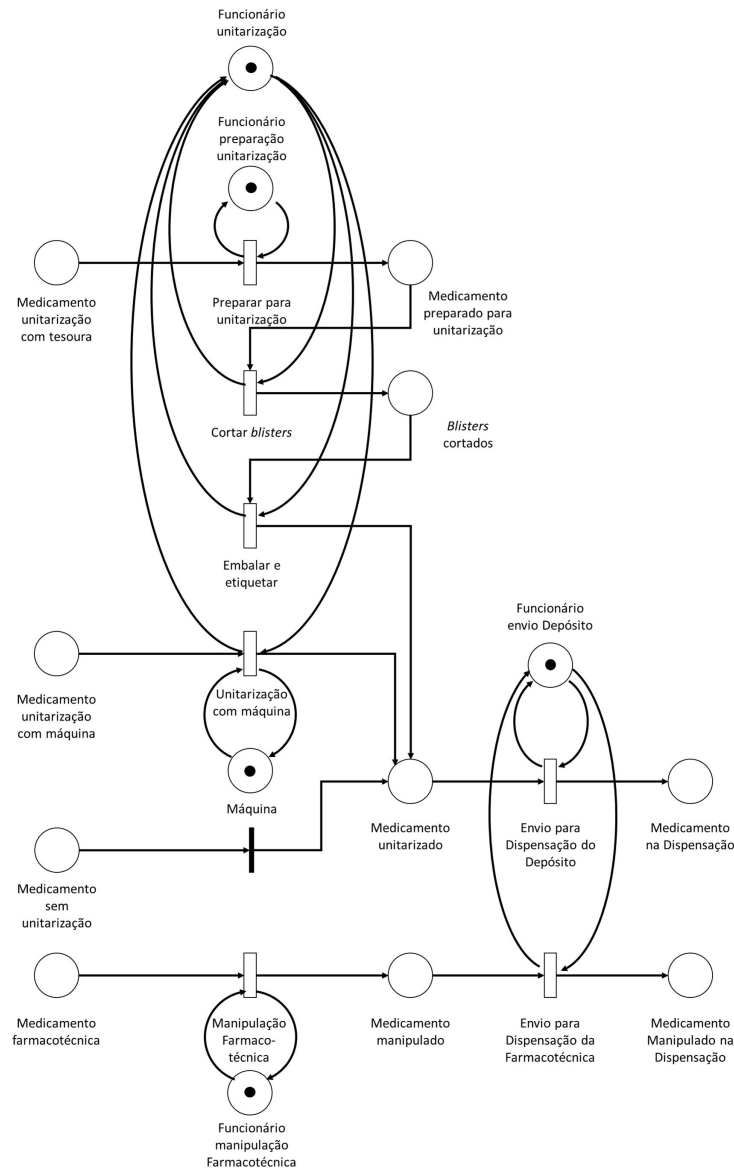 Funcionário
unitarização
Funcionário
preparação
unitarização
Medicamento
unitarização
com tesoura
Preparar para
unitarização
Medicamento
preparado para
unitarização
Cortar blisters
Blisters
cortados
Embalar e
etiquetar
Funcionário
envio Depósito
Medicamento
unitarização
com máquina
Unitarização
com máquina
Máquina
Medicamento
unitarizado
Envio para
Dispensação do
Depósito
Medicamento
na Dispensação
Medicamento
sem
unitarização
Medicamento
farmacotécnica
Manipulação
Farmaco-
técnica
Medicamento
manipulado
Envio para
Dispensação da
Farmacotécnica
Medicamento
Manipulado na
Dispensação
Funcionário
manipulação
Farmacotécnica